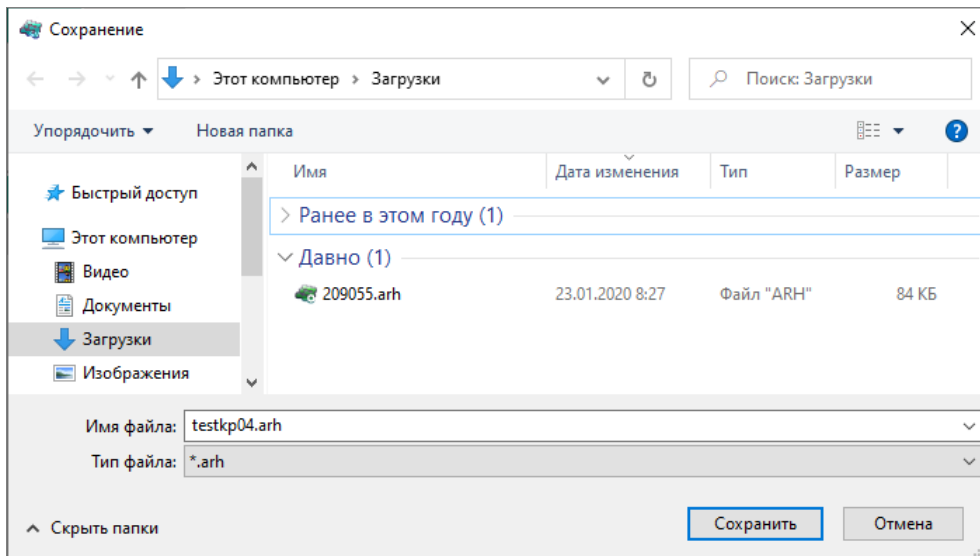 Сохранение
Этот компьютер > Загрузки
Поиск: Загрузки
Упорядочить
Новая папка
?
Имя
Дата изменения
Тип
Размер
Быстрый доступ
Этот компьютер
Видео
Документы
Загрузки
Изображения
Ранее в этом году (1)
Давно (1)
209055.arh
23.01.2020 8:27
Файл "ARH"
84 КБ
Имя файла: testkp04.arh
Тип файла: *.arh
Скрыть папки
Сохранить
Отмена